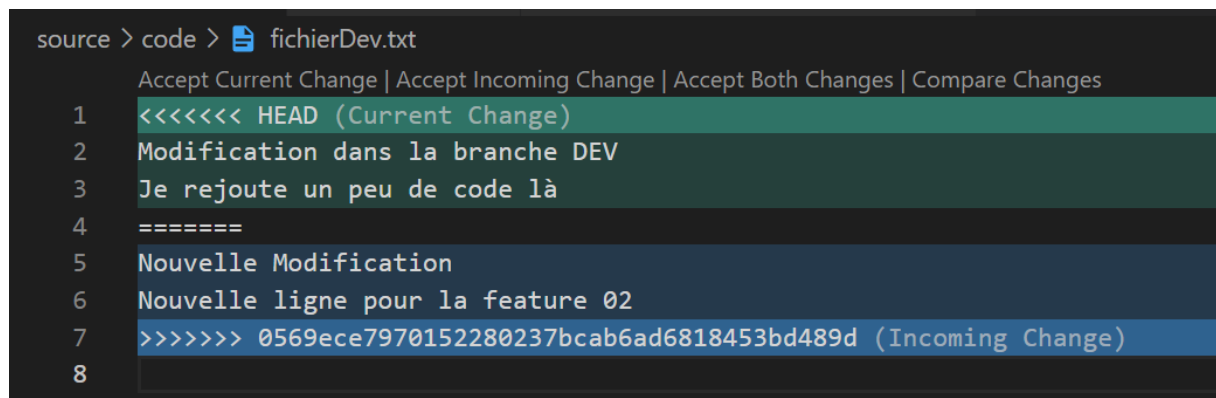 source > code > fichierDev.txt
Accept Current Change | Accept Incoming Change | Accept Both Changes | Compare Changes
1 <<<<<<< HEAD (Current Change)
2 Modification dans la branche DEV
3 Je rejoute un peu de code là
4 =======
5 Nouvelle Modification
6 Nouvelle ligne pour la feature 02
7 >>>>>>> 0569ece7970152280237bcab6ad6818453bd489d (Incoming Change)
8